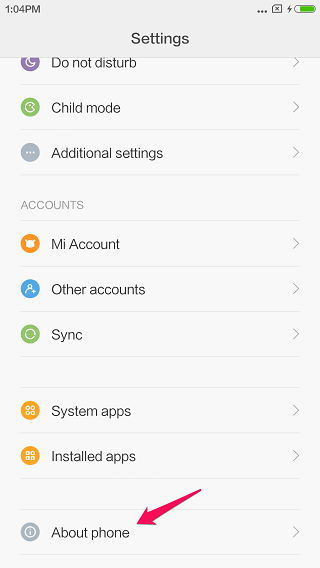 1:04PM
Settings
Do not disturb
Child mode
Additional settings
ACCOUNTS
Mi Account
Other accounts
Sync
System apps
Installed apps
About phone